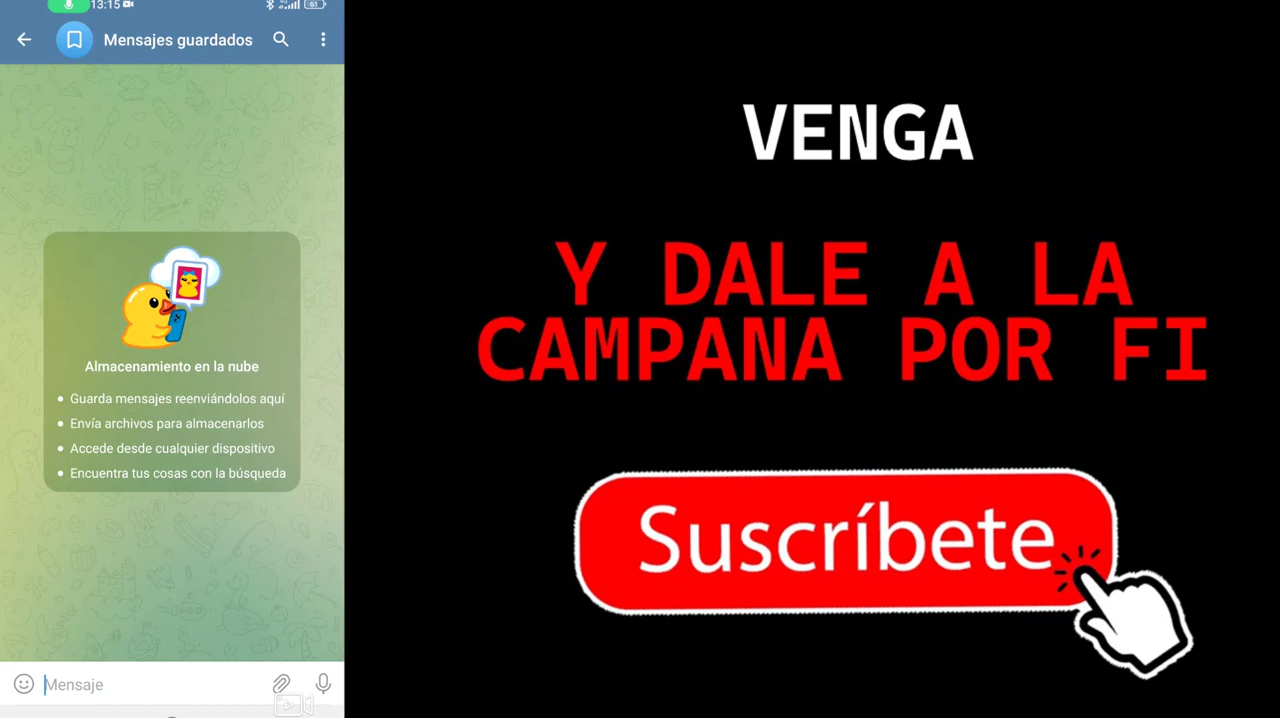 13:15
61
Mensajes guardados
Almacenamiento en la nube
• Guarda mensajes reenviándolos aquí
• Envía archivos para almacenarlos
• Accede desde cualquier dispositivo
• Encuentra tus cosas con la búsqueda
Mensaje
VENGA
Y DALE A LA
CAMPANA POR FI
Suscríbete